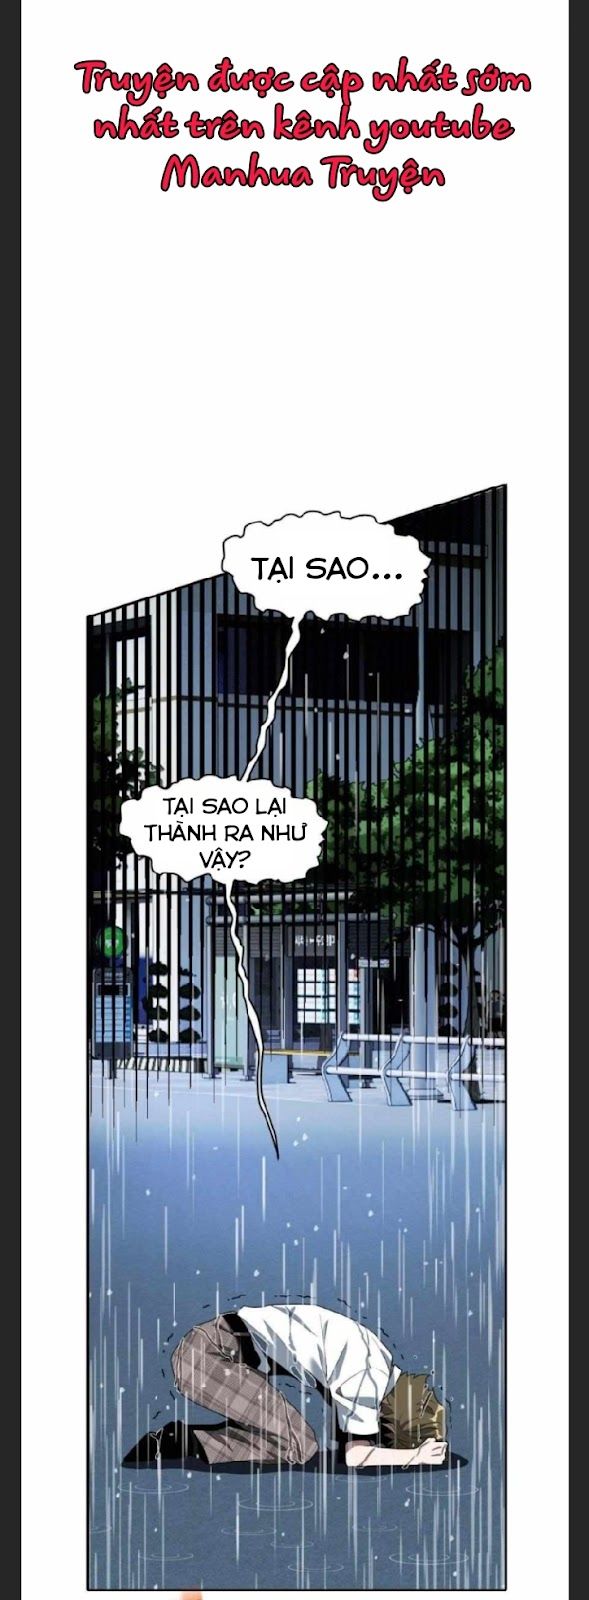 Truyện được cập nhất sớm
nhất trên kênh youtube
Manhua Truyện
TẠI SAO...
TẠI SAO LẠI
THÀNH RA NHƯ
VẬY?